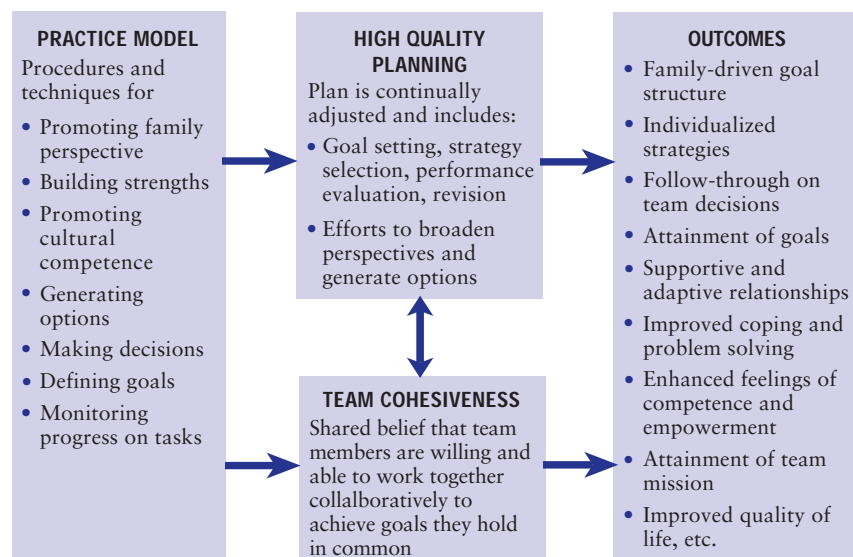 PRACTICE MODEL
Procedures and
techniques for
• Promoting family
perspective
• Building strengths
• Promoting
cultural
competence
• Generating
options
• Making decisions
• Defining goals
• Monitoring
progress on tasks
HIGH QUALITY
PLANNING
Plan is continually
adjusted and includes:
• Goal setting, strategy
selection, performance
evaluation, revision
• Efforts to broaden
perspectives and
generate options
TEAM COHESIVENESS
Shared belief that team
members are willing and
able to work together
collalboratively to
achieve goals they hold
in common
OUTCOMES
• Family-driven goal
structure
• Individualized
strategies
• Follow-through on
team decisions
• Attainment of goals
• Supportive and
adaptive relationships
• Improved coping and
problem solving
• Enhanced feelings of
competence and
empowerment
• Attainment of team
mission
• Improved quality of
life, etc.